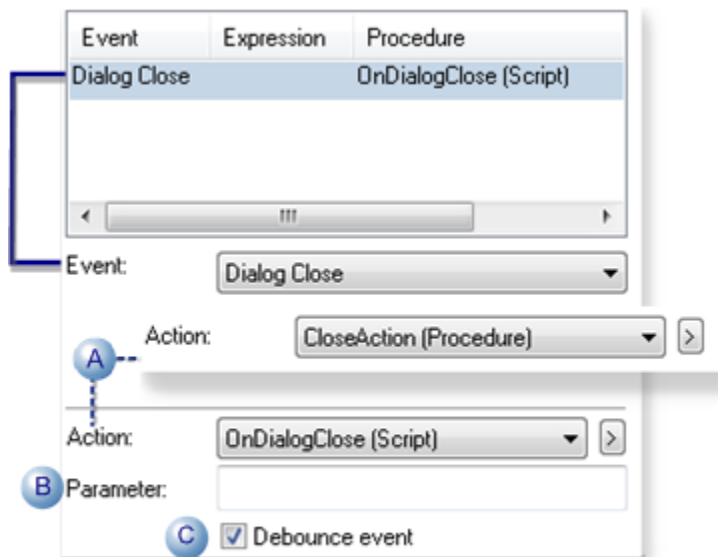 Event Expression Procedure
Dialog Close OnDialogClose (Script)
Event: Dialog Close
Action: CloseAction (Procedure) >
A
Action: OnDialogClose (Script) >
B Parameter:
C Debounce event